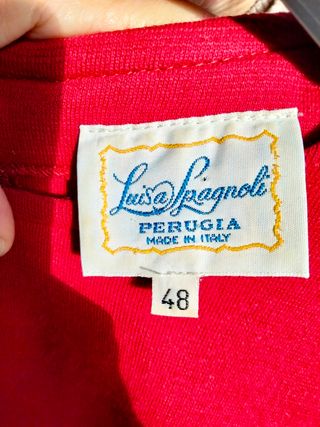 Luisa Spagnoli
PERUGIA
MADE IN ITALY
48